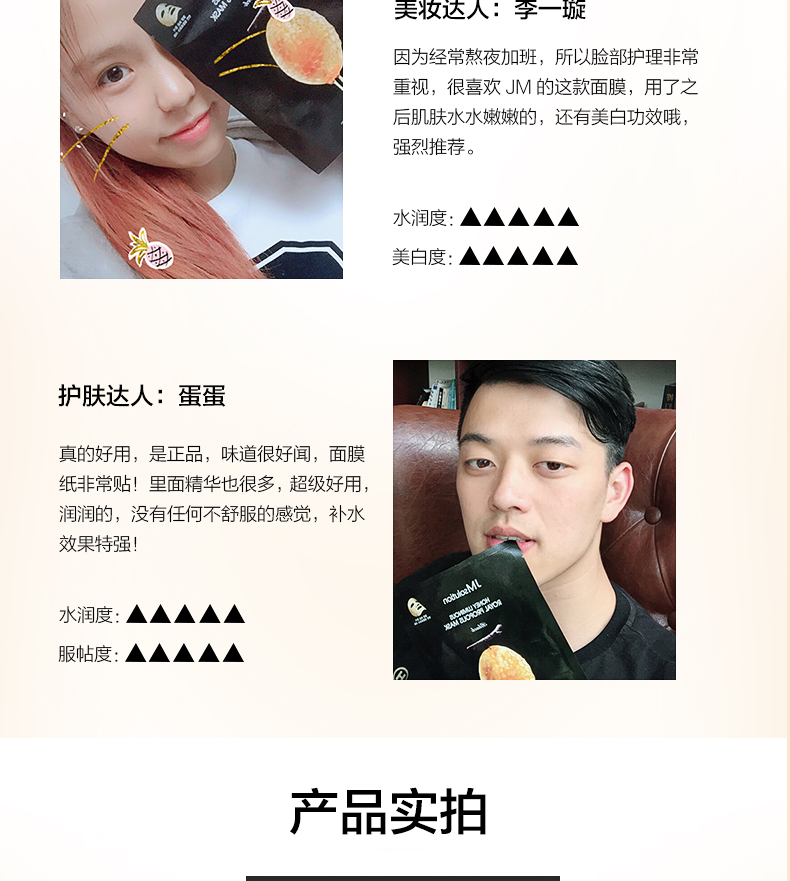 美妆达人：李一璇
因为经常熬夜加班，所以脸部护理非常
重视，很喜欢 JM 的这款面膜，用了之
后肌肤水水嫩嫩的，还有美白功效哦，
强烈推荐。
水润度：▲▲▲▲▲
美白度：▲▲▲▲▲
护肤达人：蛋蛋
真的好用，是正品，味道很好闻，面膜
纸非常贴！里面精华也很多，超级好用，
润润的，没有任何不舒服的感觉，补水
效果特强！
水润度：▲▲▲▲▲
服帖度：▲▲▲▲▲
JMsolution
HONEY LUMINOUS
ROYAL PROPOLIS MASK
产品实拍